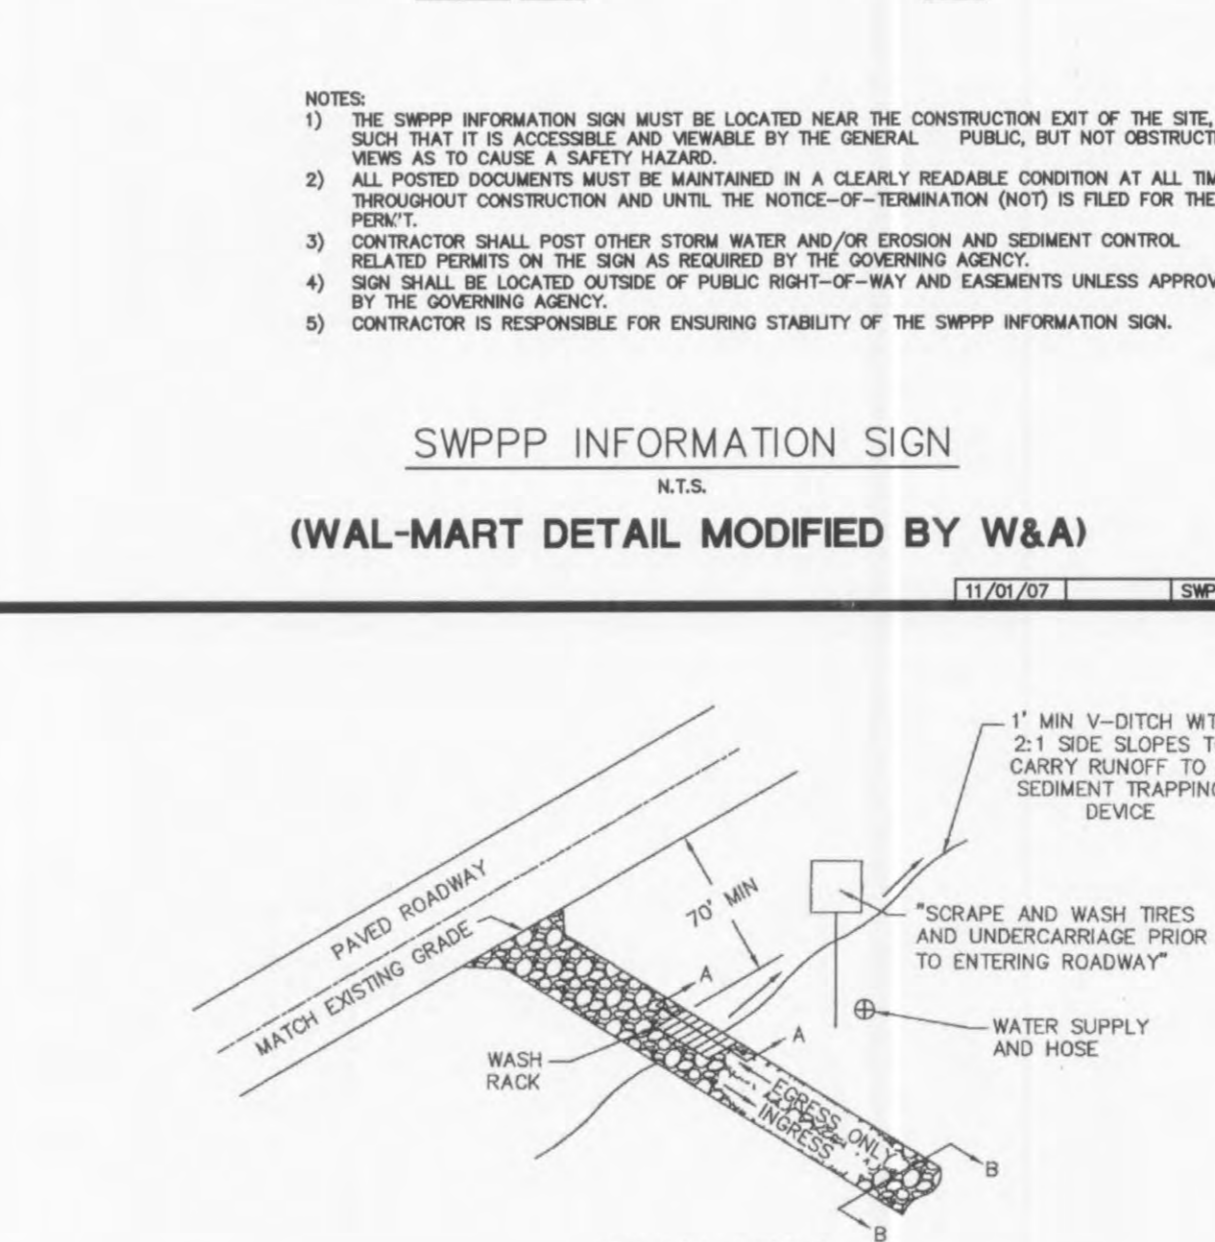 NOTES:
1) THE SWPPP INFORMATION SIGN MUST BE LOCATED NEAR THE CONSTRUCTION EXIT OF THE SITE,
SUCH THAT IT IS ACCESSIBLE AND VIEWABLE BY THE GENERAL PUBLIC, BUT NOT OBSTRUCTI
VIEWS AS TO CAUSE A SAFETY HAZARD.
2) ALL POSTED DOCUMENTS MUST BE MAINTAINED IN A CLEARLY READABLE CONDITION AT ALL TIM
THROUGHOUT CONSTRUCTION AND UNTIL THE NOTICE-OF-TERMINATION (NOT) IS FILED FOR THE
PERM'T.
3) CONTRACTOR SHALL POST OTHER STORM WATER AND/OR EROSION AND SEDIMENT CONTROL
RELATED PERMITS ON THE SIGN AS REQUIRED BY THE GOVERNING AGENCY.
4) SIGN SHALL BE LOCATED OUTSIDE OF PUBLIC RIGHT-OF-WAY AND EASEMENTS UNLESS APPROV
BY THE GOVERNING AGENCY.
5) CONTRACTOR IS RESPONSIBLE FOR ENSURING STABILITY OF THE SWPPP INFORMATION SIGN.
SWPPP INFORMATION SIGN
N.T.S.
(WAL-MART DETAIL MODIFIED BY W&A)
11/01/07 SWP
1' MIN V-DITCH WIT
2:1 SIDE SLOPES T
CARRY RUNOFF TO
SEDIMENT TRAPPING
DEVICE
PAVED ROADWAY
MATCH EXISTING GRADE
70' MIN
"SCRAPE AND WASH TIRES
AND UNDERCARRIAGE PRIOR
TO ENTERING ROADWAY"
A
A
WATER SUPPLY
AND HOSE
WASH
RACK
EGRESS ONLY
INGRESS
B
B